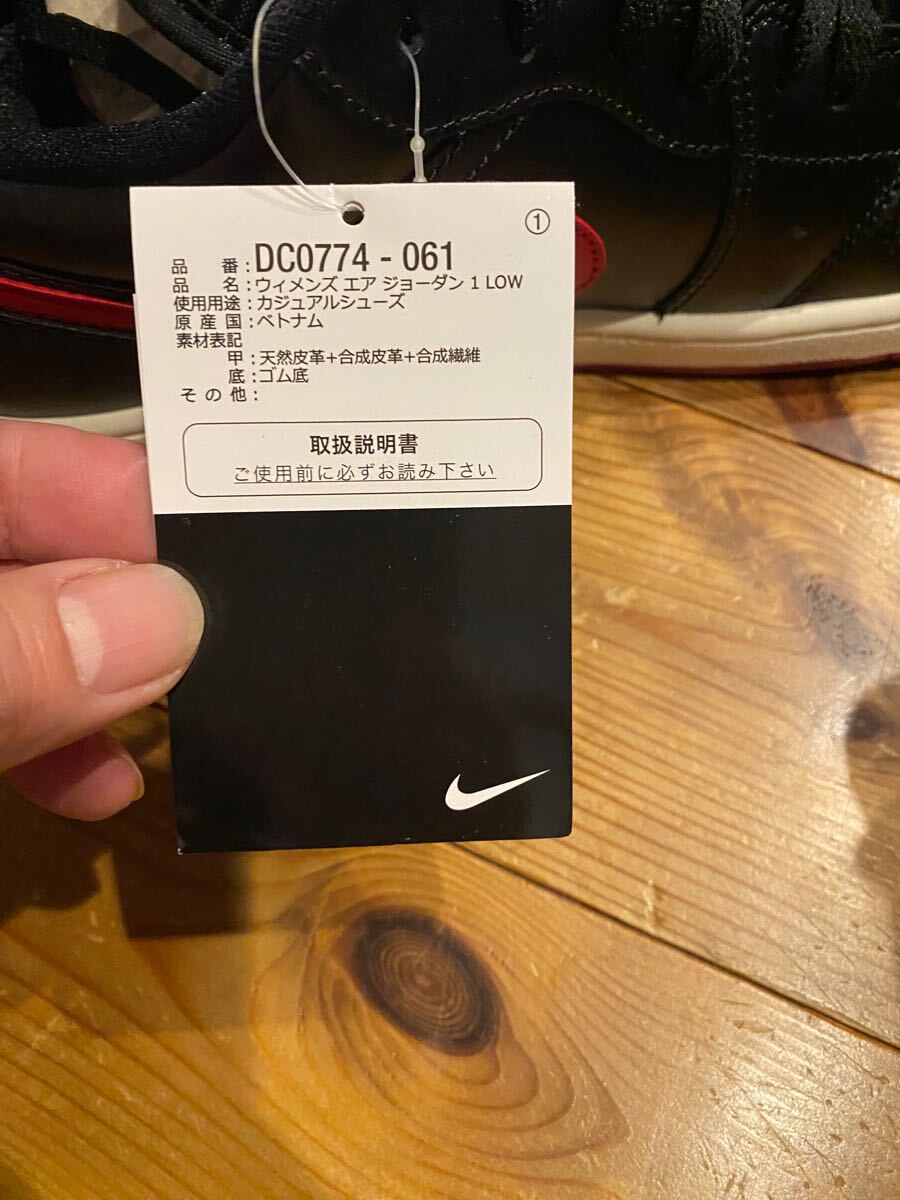 ①
品 番:DC0774 - 061
品 名:ウィメンズ エア ジョーダン 1 LOW
使用用途:カジュアルシューズ
原 産 国:ベトナム
素材表記
甲:天然皮革+合成皮革+合成繊維
底:ゴム底
そ の 他:
取扱説明書
ご使用前に必ずお読み下さい